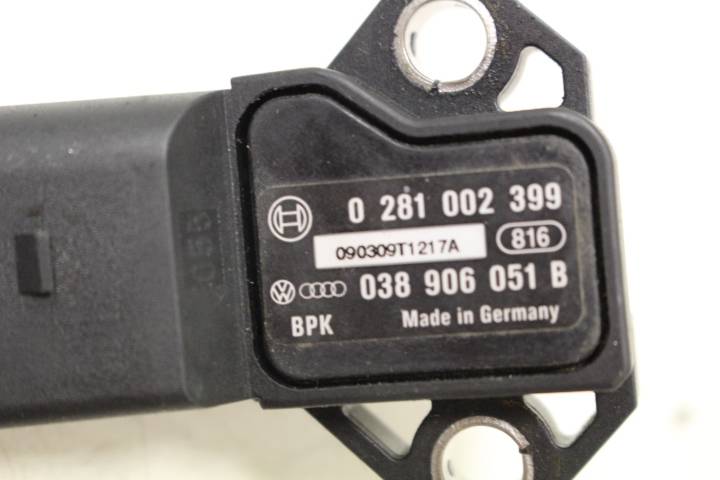 0 281 002 399
090309T1217A 816
038 906 051 B
BPK Made in Germany